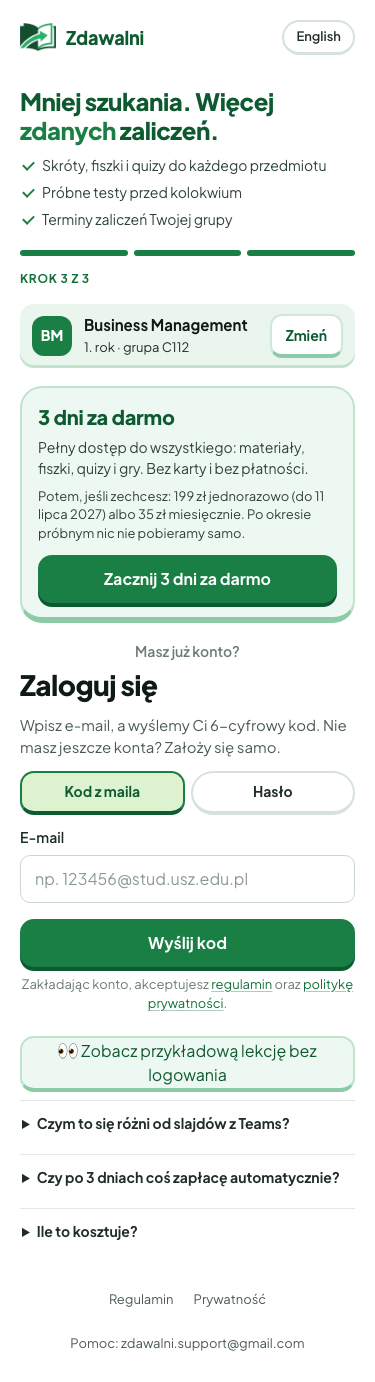 Zdawalni
English
Mniej szukania. Więcej
zdanych zaliczeń.
Skróty, fiszki i quizy do każdego przedmiotu
Próbne testy przed kolokwium
Terminy zaliczeń Twojej grupy
KROK 3 Z 3
BM
Business Management
1. rok · grupa C112
Zmień
3 dni za darmo
Pełny dostęp do wszystkiego: materiały,
fiszki, quizy i gry. Bez karty i bez płatności.
Potem, jeśli zechcesz: 199 zł jednorazowo (do 11
lipca 2027) albo 35 zł miesięcznie. Po okresie
próbnym nic nie pobieramy samo.
Zacznij 3 dni za darmo
Masz już konto?
Zaloguj się
Wpisz e-mail, a wyślemy Ci 6-cyfrowy kod. Nie
masz jeszcze konta? Założy się samo.
Kod z maila
Hasło
E-mail
np. 123456@stud.usz.edu.pl
Wyślij kod
Zakładając konto, akceptujesz regulamin oraz politykę
prywatności.
👀 Zobacz przykładową lekcję bez
logowania
Czym to się różni od slajdów z Teams?
Czy po 3 dniach coś zapłacę automatycznie?
Ile to kosztuje?
Regulamin
Prywatność
Pomoc: zdawalni.support@gmail.com